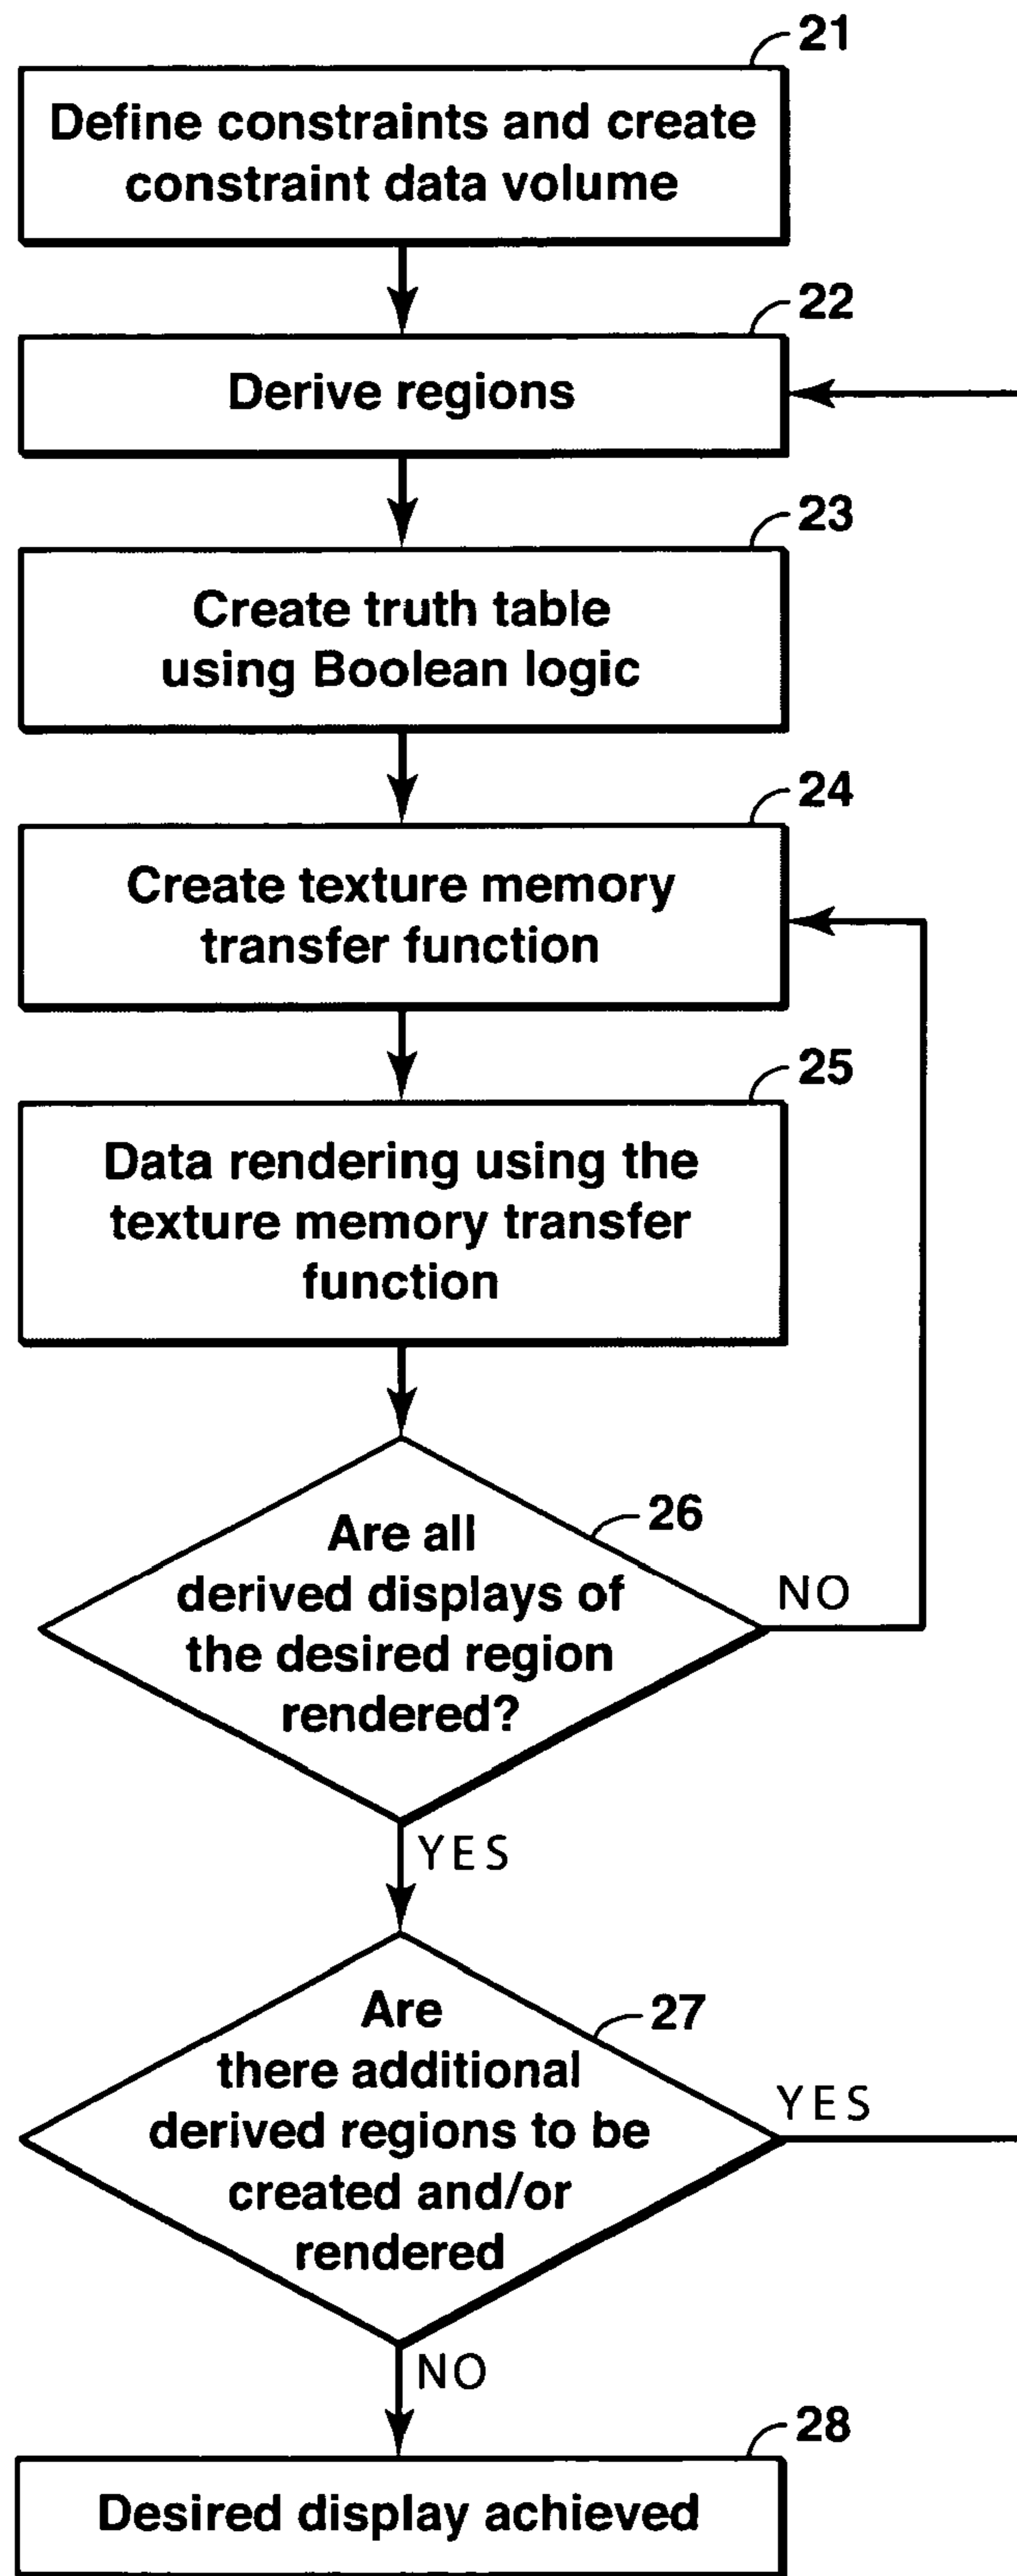 21
Define constraints and create
constraint data volume
22
Derive regions
23
Create truth table
using Boolean logic
24
Create texture memory
transfer function
25
Data rendering using the
texture memory transfer
function
26
Are all
derived displays of
the desired region
rendered?
NO
YES
27
Are
there additional
derived regions to be
created and/or
rendered
YES
NO
28
Desired display achieved